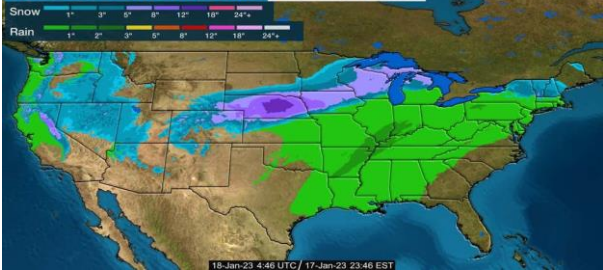 Snow 1" 3" 5" 8" 12" 18" 24"+
Rain 1" 2" 3" 5" 8" 12" 18" 24"+
18-Jan-23 4:46 UTC / 17-Jan-23 23:46 EST